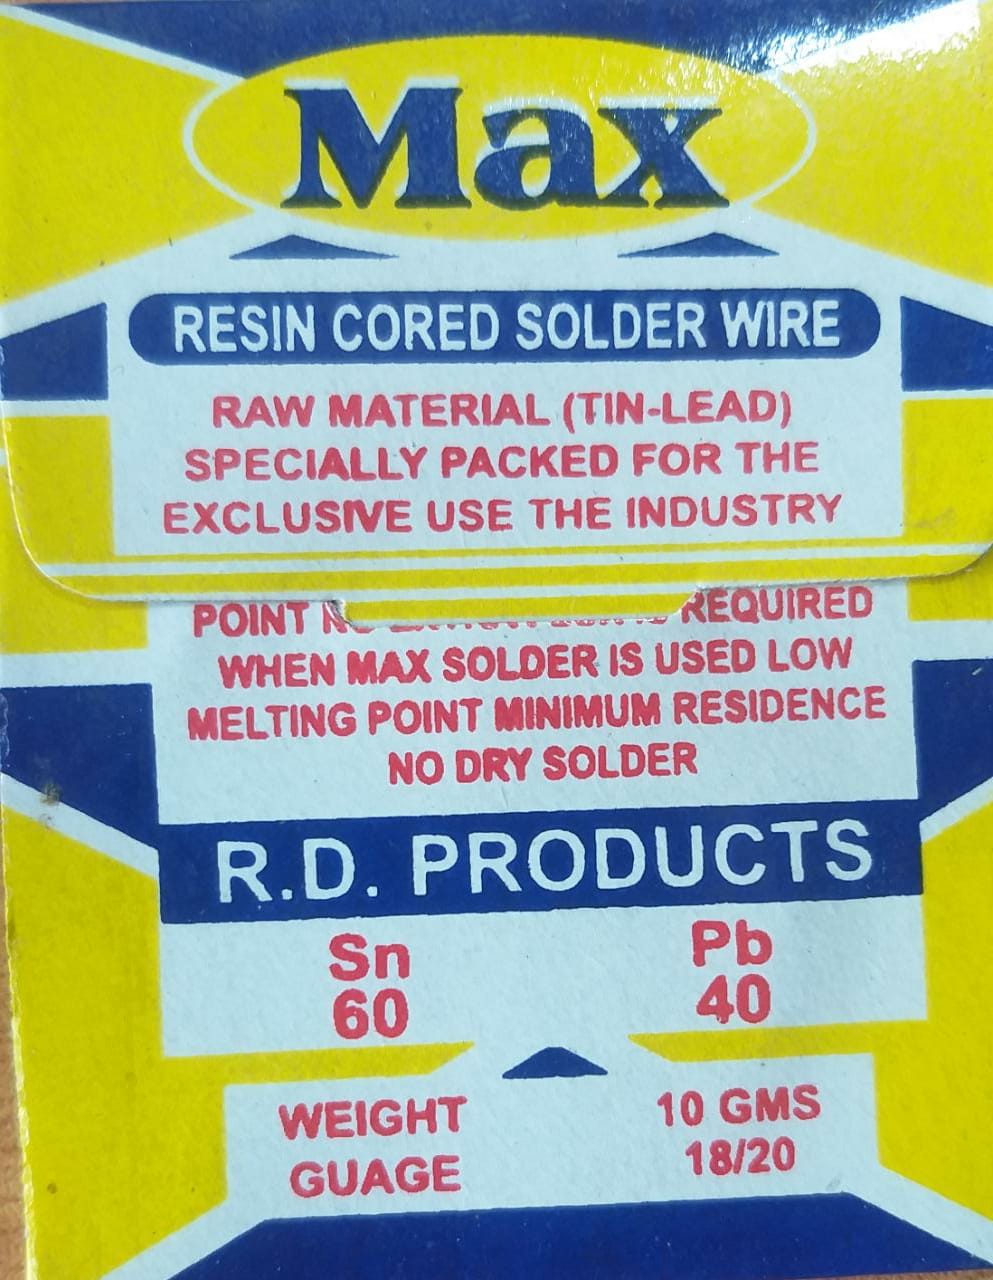 Max
RESIN CORED SOLDER WIRE
RAW MATERIAL (TIN-LEAD)
SPECIALLY PACKED FOR THE
EXCLUSIVE USE THE INDUSTRY
POINT REQUIRED
WHEN MAX SOLDER IS USED LOW
MELTING POINT MINIMUM RESIDENCE
NO DRY SOLDER
R.D. PRODUCTS
Sn Pb
60 40
WEIGHT 10 GMS
GUAGE 18/20